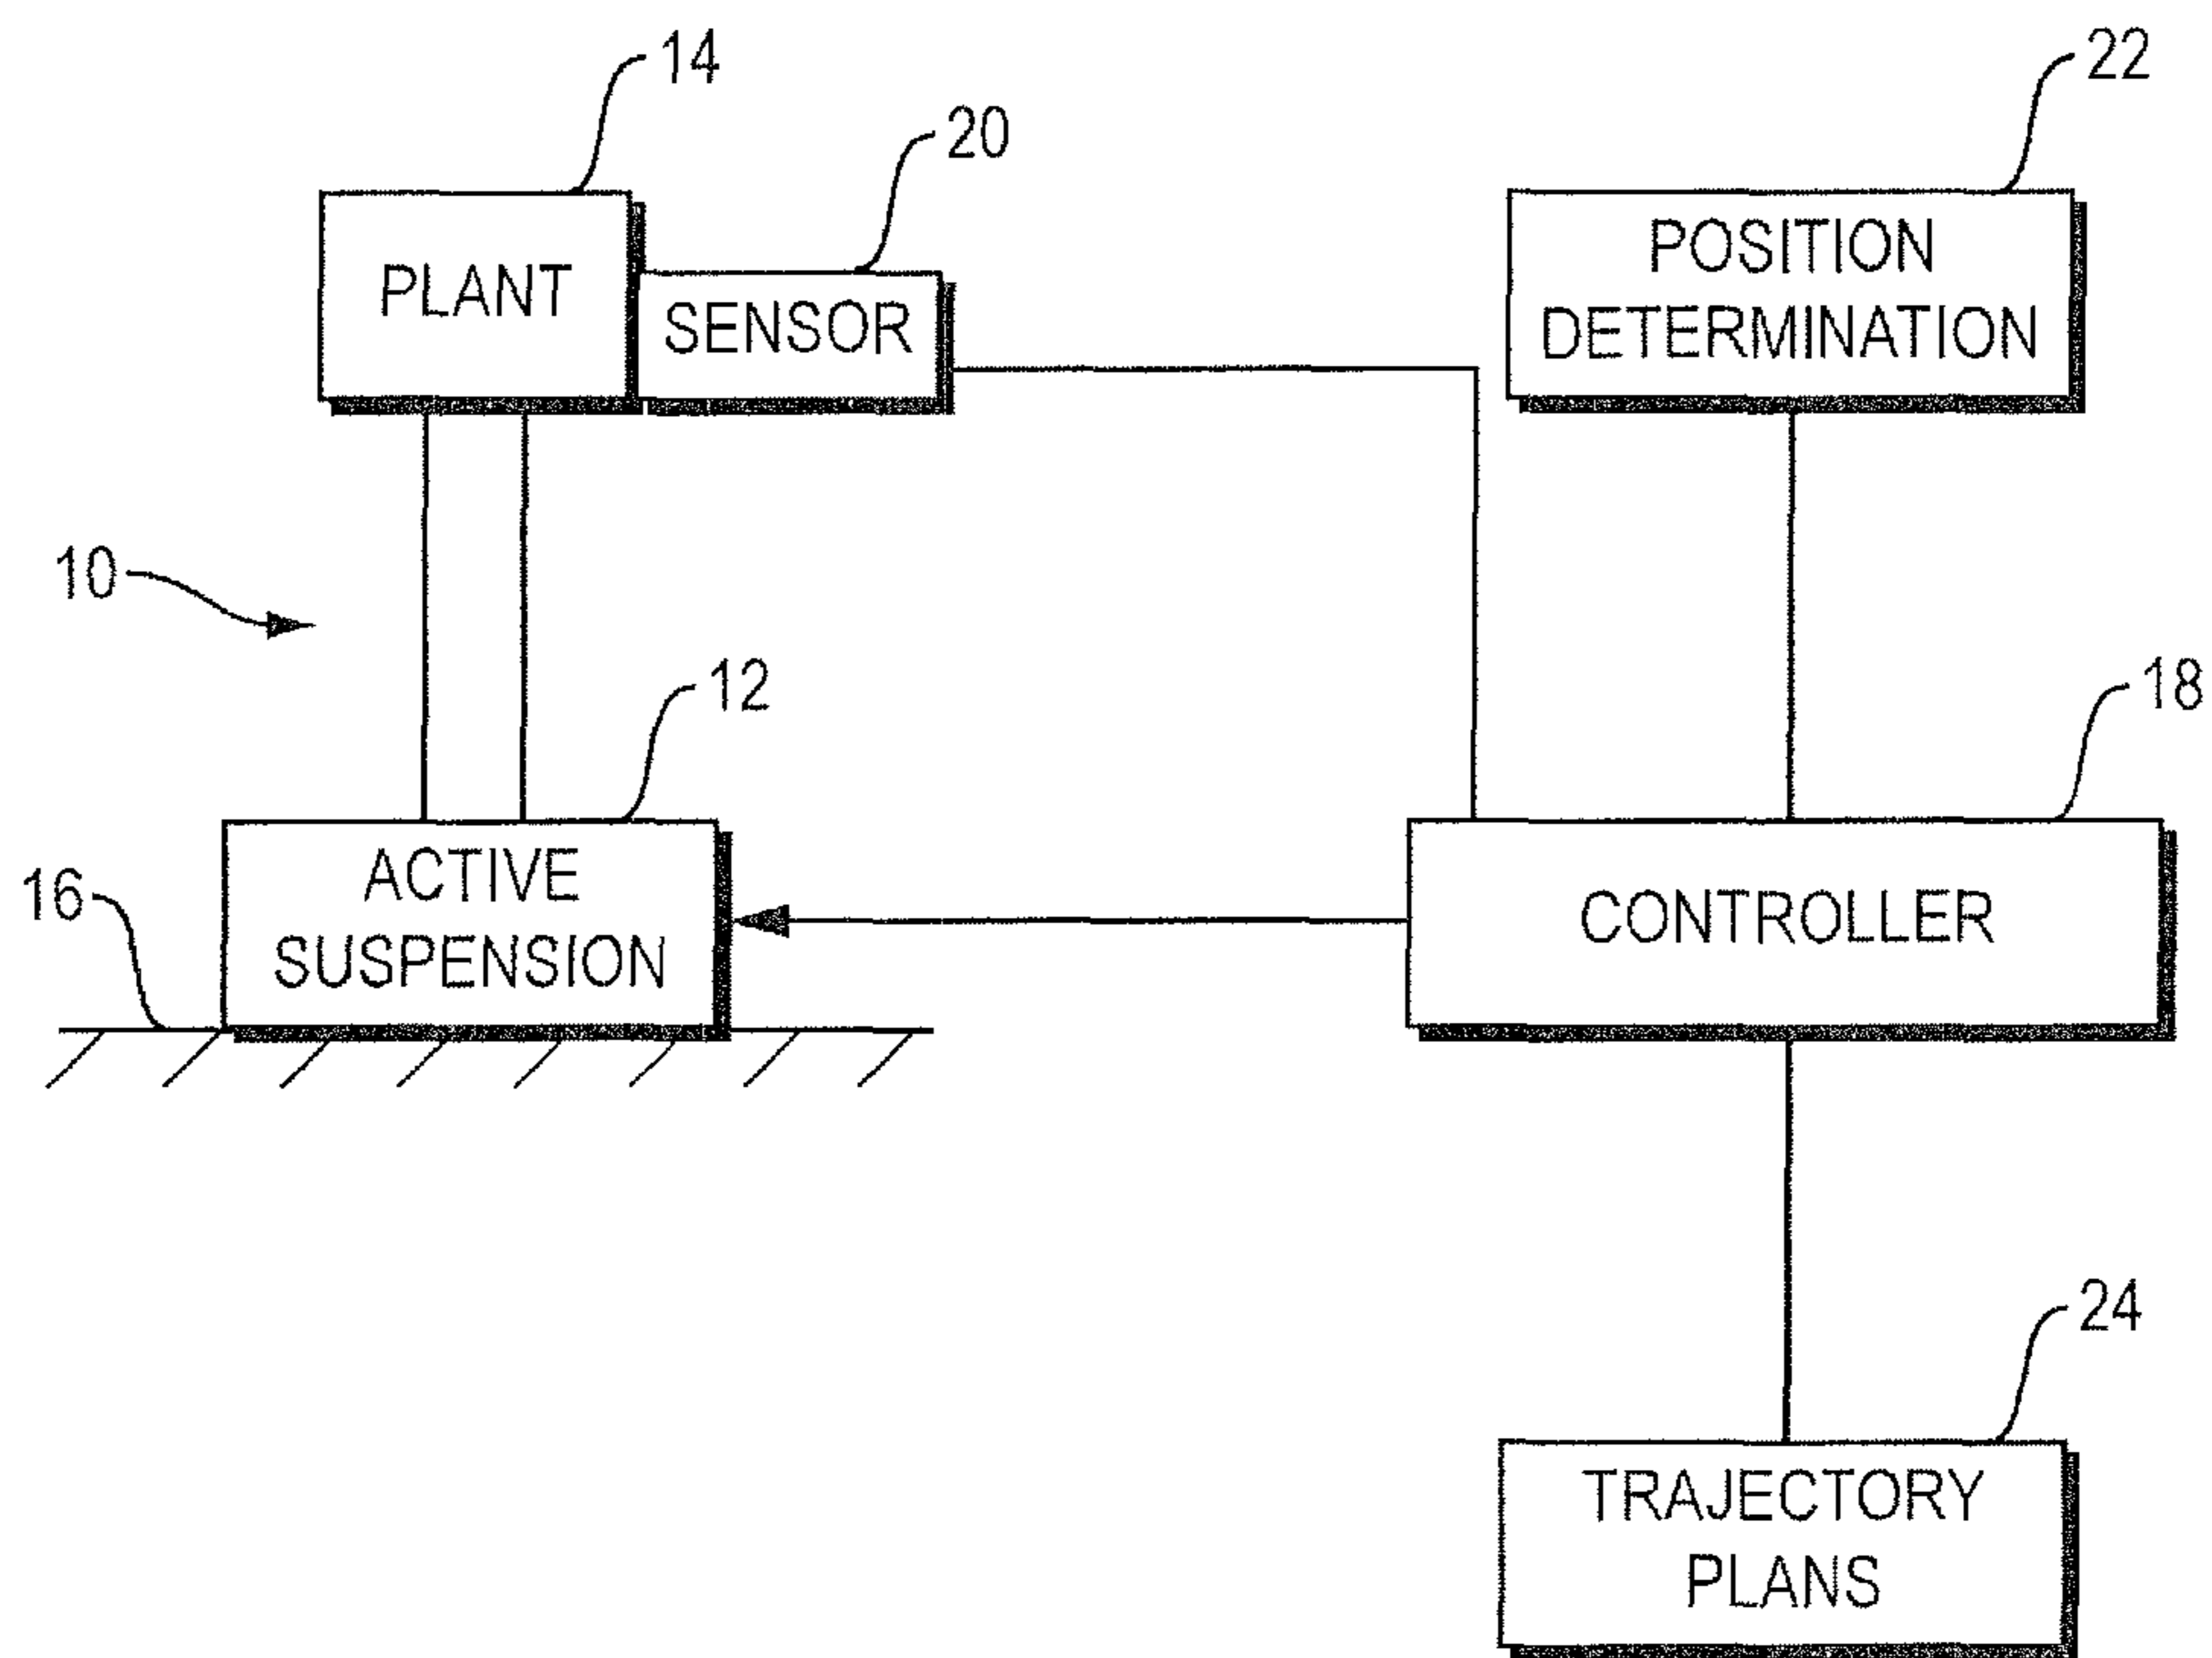 14
22
20
PLANT
SENSOR
POSITION
DETERMINATION
10
12
18
16
ACTIVE
SUSPENSION
CONTROLLER
24
TRAJECTORY
PLANS